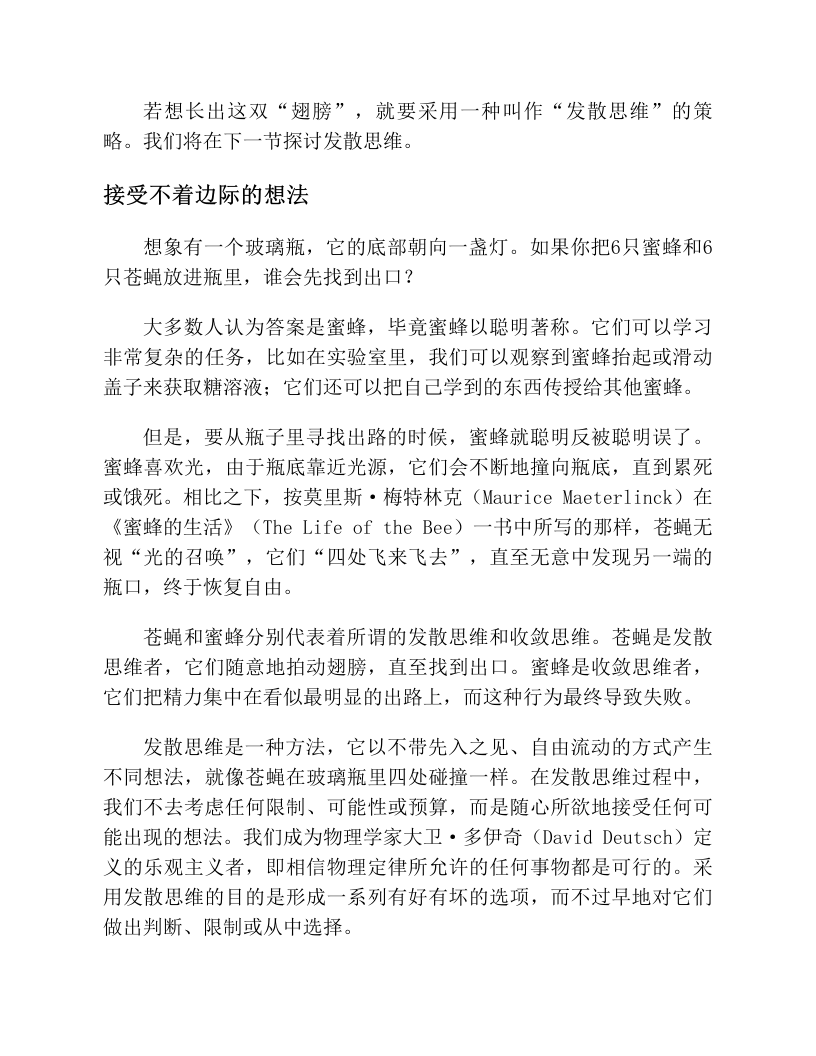 若想长出这双“翅膀”，就要采用一种叫作“发散思维”的策
略。我们将在下一节探讨发散思维。
接受不着边际的想法
想象有一个玻璃瓶，它的底部朝向一盏灯。如果你把6只蜜蜂和6
只苍蝇放进瓶里，谁会先找到出口？
大多数人认为答案是蜜蜂，毕竟蜜蜂以聪明著称。它们可以学习
非常复杂的任务，比如在实验室里，我们可以观察到蜜蜂抬起或滑动
盖子来获取糖溶液；它们还可以把自己学到的东西传授给其他蜜蜂。
但是，要从瓶子里寻找出路的时候，蜜蜂就聪明反被聪明误了。
蜜蜂喜欢光，由于瓶底靠近光源，它们会不断地撞向瓶底，直到累死
或饿死。相比之下，按莫里斯·梅特林克（Maurice Maeterlinck）在
《蜜蜂的生活》（The Life of the Bee）一书中所写的那样，苍蝇无
视“光的召唤”，它们“四处飞来飞去”，直至无意中发现另一端的
瓶口，终于恢复自由。
苍蝇和蜜蜂分别代表着所谓的发散思维和收敛思维。苍蝇是发散
思维者，它们随意地拍动翅膀，直至找到出口。蜜蜂是收敛思维者，
它们把精力集中在看似最明显的出路上，而这种行为最终导致失败。
发散思维是一种方法，它以不带先入之见、自由流动的方式产生
不同想法，就像苍蝇在玻璃瓶里四处碰撞一样。在发散思维过程中，
我们不去考虑任何限制、可能性或预算，而是随心所欲地接受任何可
能出现的想法。我们成为物理学家大卫·多伊奇（David Deutsch）定
义的乐观主义者，即相信物理定律所允许的任何事物都是可行的。采
用发散思维的目的是形成一系列有好有坏的选项，而不过早地对它们
做出判断、限制或从中选择。